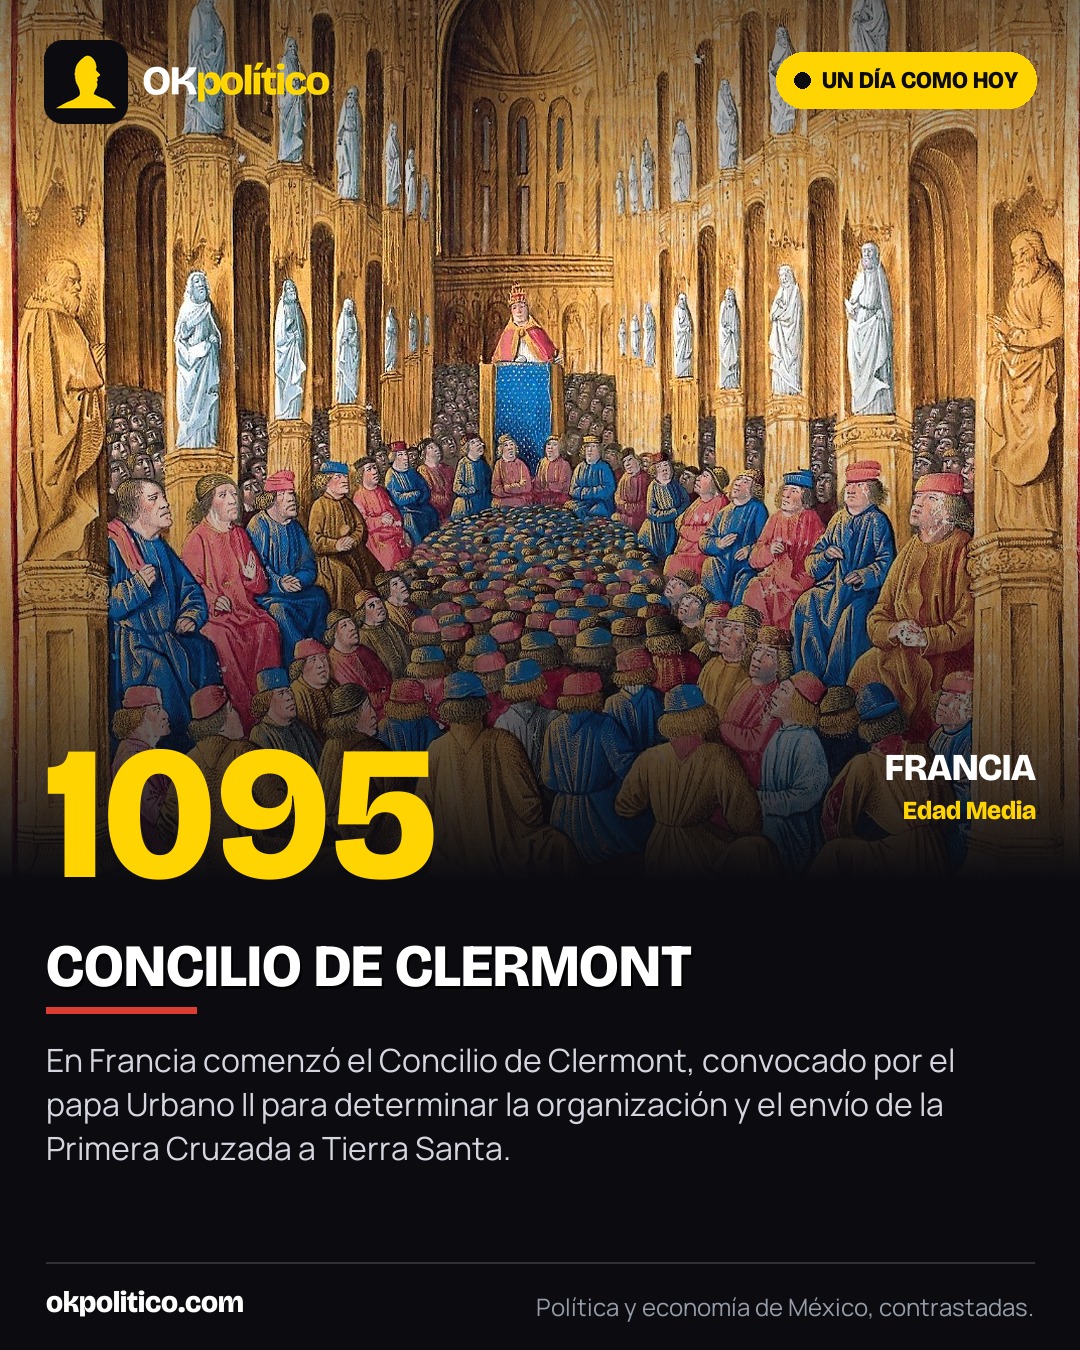 OKpolítico
UN DÍA COMO HOY
1095
FRANCIA
Edad Media
CONCILIO DE CLERMONT
En Francia comenzó el Concilio de Clermont, convocado por el
papa Urbano II para determinar la organización y el envío de la
Primera Cruzada a Tierra Santa.
okpolitico.com
Política y economía de México, contrastadas.